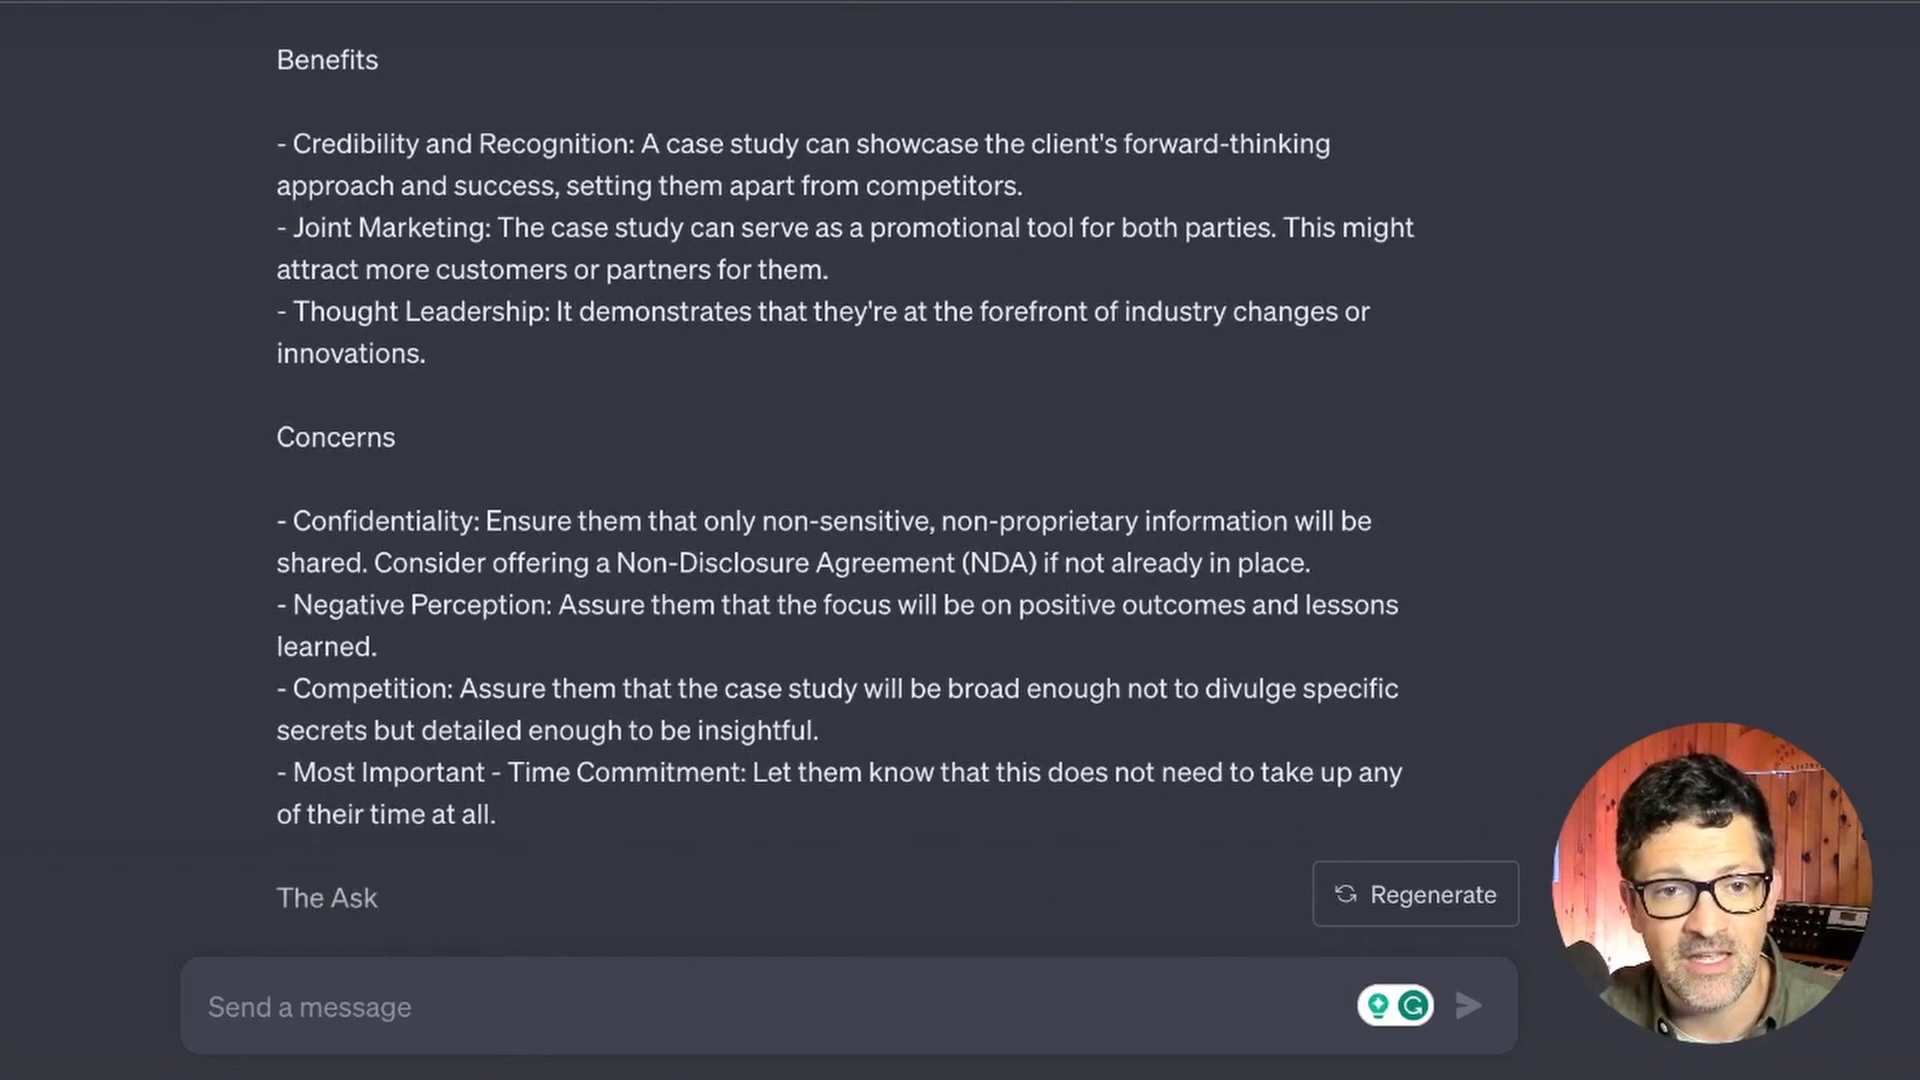 Benefits
- Credibility and Recognition: A case study can showcase the client's forward-thinking
approach and success, setting them apart from competitors.
- Joint Marketing: The case study can serve as a promotional tool for both parties. This might
attract more customers or partners for them.
- Thought Leadership: It demonstrates that they're at the forefront of industry changes or
innovations.
Concerns
- Confidentiality: Ensure them that only non-sensitive, non-proprietary information will be
shared. Consider offering a Non-Disclosure Agreement (NDA) if not already in place.
- Negative Perception: Assure them that the focus will be on positive outcomes and lessons
learned.
- Competition: Assure them that the case study will be broad enough not to divulge specific
secrets but detailed enough to be insightful.
- Most Important - Time Commitment: Let them know that this does not need to take up any
of their time at all.
The Ask
Regenerate
Send a message